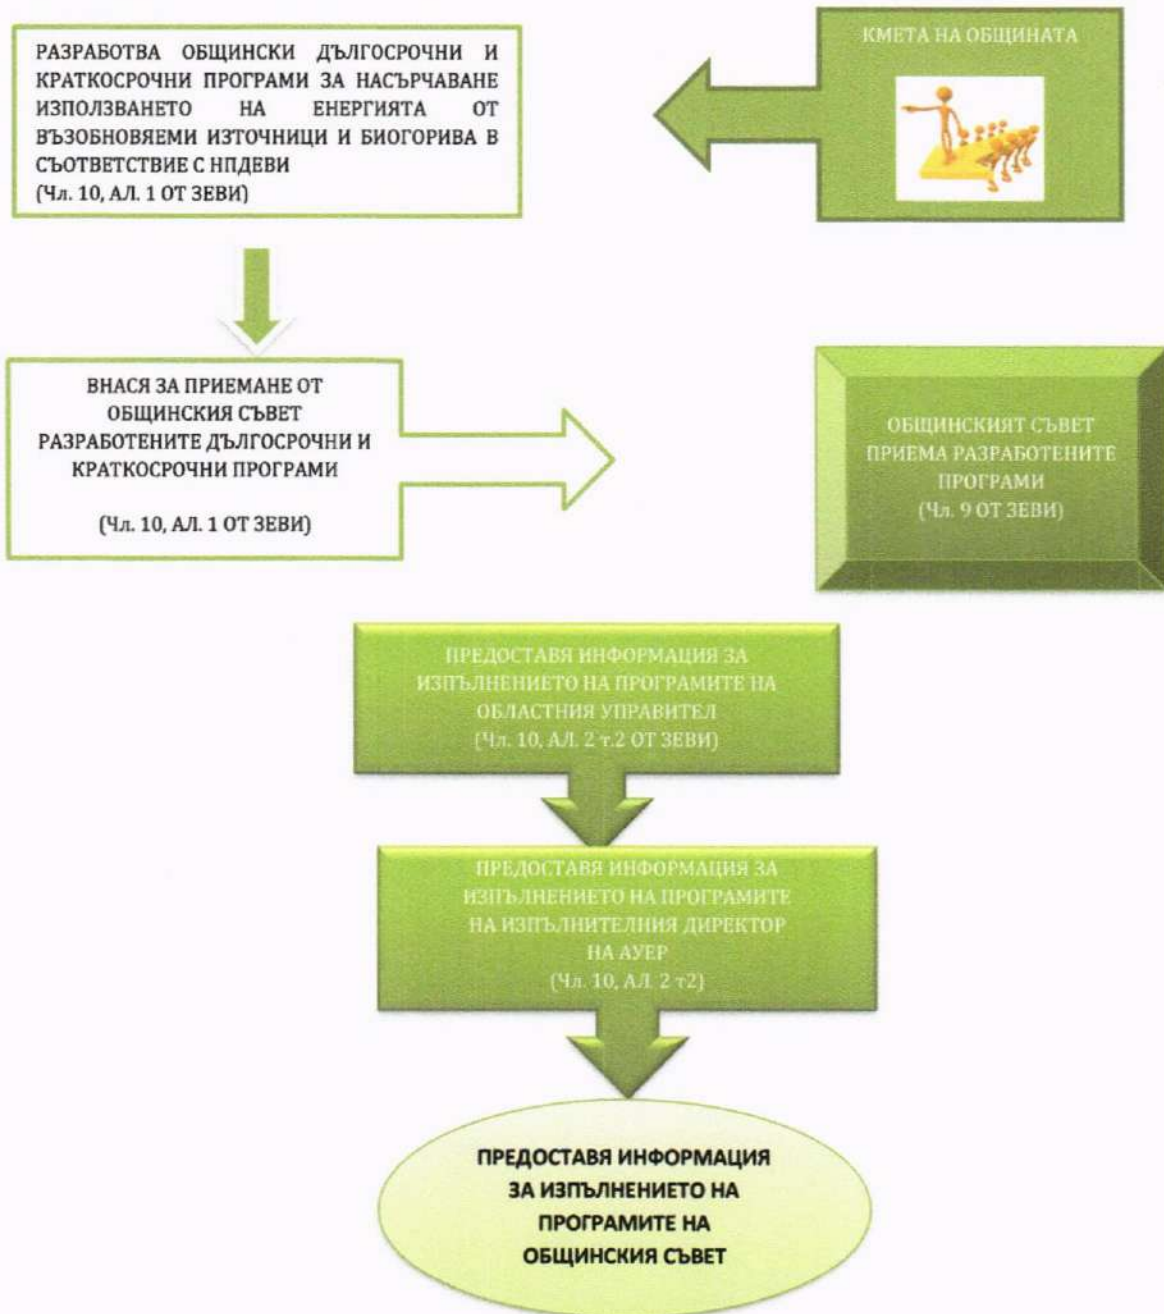 КМЕТА НА ОБЩИНАТА
РАЗРАБОТВА ОБЩИНСКИ ДЪЛГОСРОЧНИ И
КРАТКОСРОЧНИ ПРОГРАМИ ЗА НАСЪРЧАВАНЕ
ИЗПОЛЗВАНЕТО НА ЕНЕРГИЯТА ОТ
ВЪЗОБНОВЯЕМИ ИЗТОЧНИЦИ И БИОГОРИВА В
СЪОТВЕТСТВИЕ С НПДЕВИ
(Чл. 10, АЛ. 1 ОТ ЗЕВИ)
ВНАСЯ ЗА ПРИЕМАНЕ ОТ
ОБЩИНСКИЯ СЪВЕТ
РАЗРАБОТЕНИТЕ ДЪЛГОСРОЧНИ И
КРАТКОСРОЧНИ ПРОГРАМИ
(Чл. 10, АЛ. 1 ОТ ЗЕВИ)
ОБЩИНСКИЯТ СЪВЕТ
ПРИЕМА РАЗРАБОТЕНИТЕ
ПРОГРАМИ
(Чл. 9 ОТ ЗЕВИ)
ПРЕДОСТАВЯ ИНФОРМАЦИЯ ЗА
ИЗПЪЛНЕНИЕТО НА ПРОГРАМИТЕ НА
ОБЛАСТНИЯ УПРАВИТЕЛ
(Чл. 10, АЛ. 2 т.2 ОТ ЗЕВИ)
ПРЕДОСТАВЯ ИНФОРМАЦИЯ ЗА
ИЗПЪЛНЕНИЕТО НА ПРОГРАМИТЕ
НА ИЗПЪЛНИТЕЛНИЯ ДИРЕКТОР
НА АУЕР
(Чл. 10, АЛ. 2 т2)
ПРЕДОСТАВЯ ИНФОРМАЦИЯ
ЗА ИЗПЪЛНЕНИЕТО НА
ПРОГРАМИТЕ НА
ОБЩИНСКИЯ СЪВЕТ